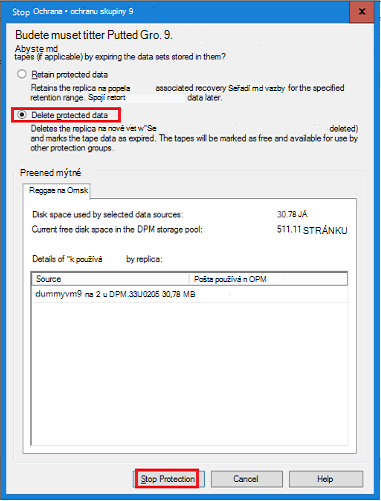 Stop Ochrana • ochranu skupiny 9
Budete muset titter Putted Gro. 9.
Abyste md
tapes (if applicable) by expiring the data sets stored in them?
Retain protected data
Retains the replica na popela associated recovery Seřadí md vazby for the specified
retention range. Spojí retort data later.
Delete protected data
Deletes the replica na nové vet w"Se deleted)
and marks the tape data as expired. The tapes will be marked as free and available for use by
other protection groups.
Preened mýtné
Reggae na Omsk
Disk space used by selected data sources: 30.78 JÁ
Current free disk space in the DPM storage pool: 511.11 STRÁNKU
Details of "k používá by replica:
Source Pošta používá n OPM
dummyvm9 na 2 u DPM.33U0205 30,78 MB
Stop Protection Cancel Help